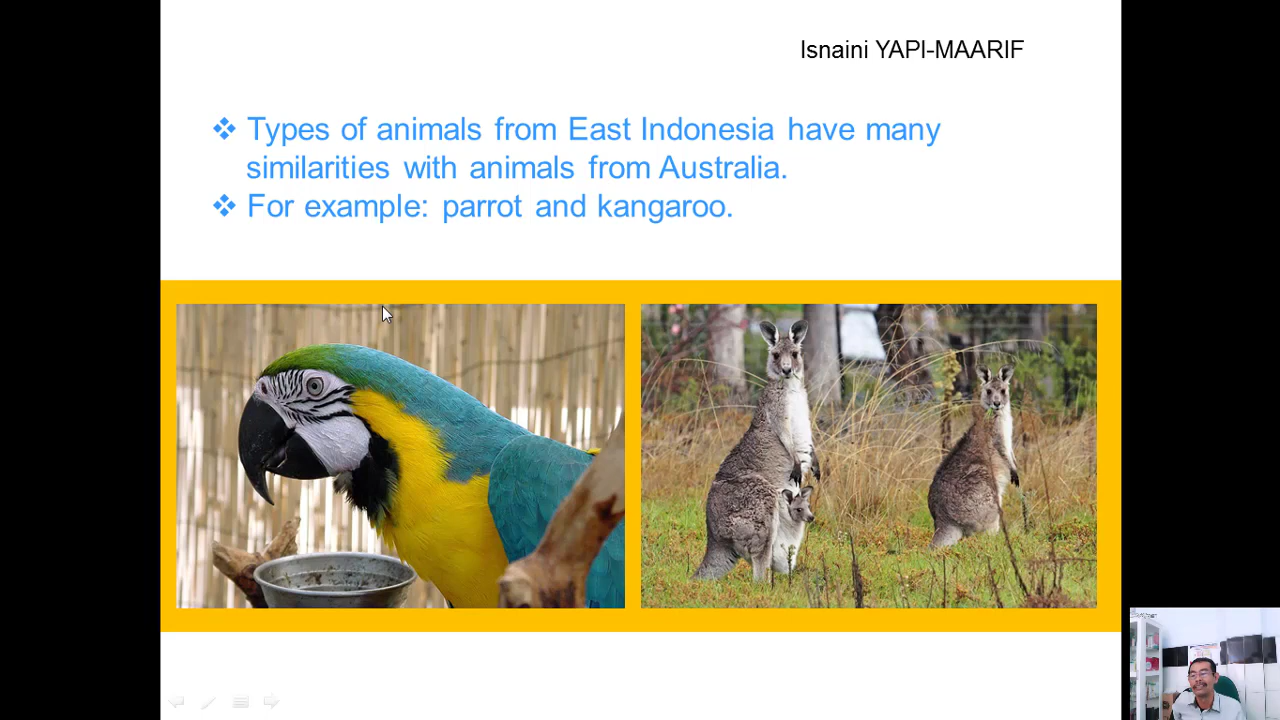 Isnaini YAPI-MAARIF
❖ Types of animals from East Indonesia have many
similarities with animals from Australia.
❖ For example: parrot and kangaroo.